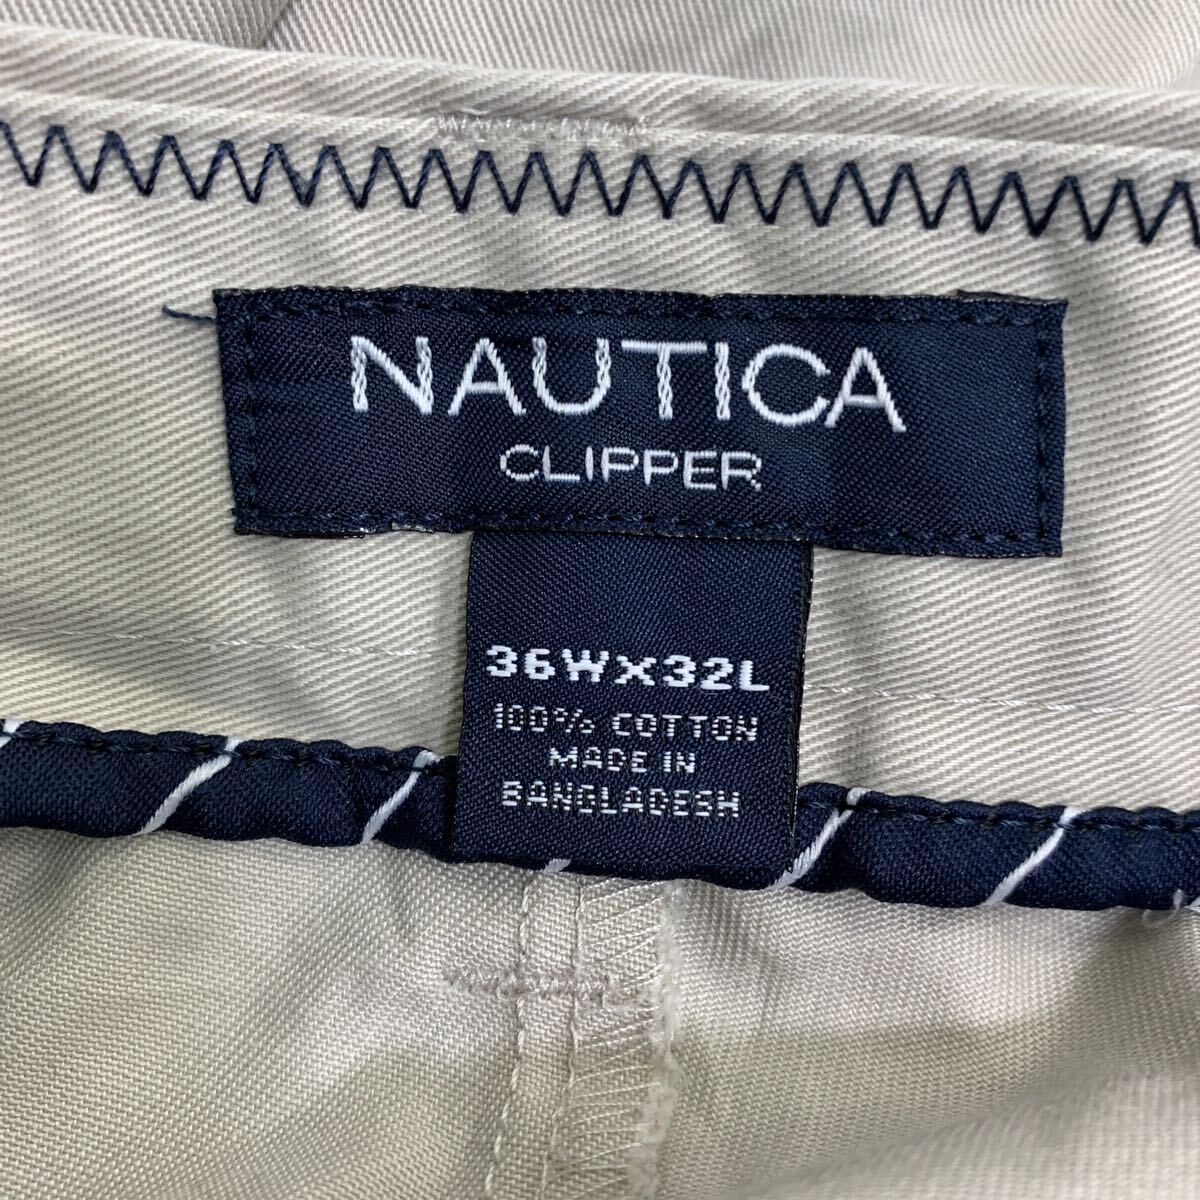 NAUTICA
CLIPPER
36WX32L
100% COTTON
MADE IN
BANGLADESH